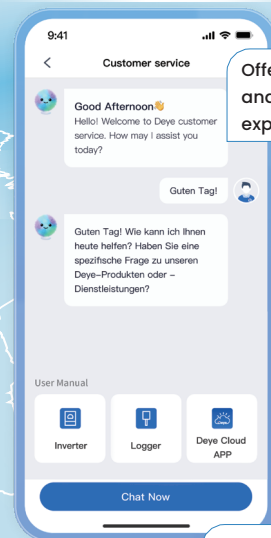 9:41
Customer service
Offe
and
exp
Good Afternoon👋
Hello! Welcome to Deye customer
service. How may I assist you
today?
Guten Tag!
Guten Tag! Wie kann ich Ihnen
heute helfen? Haben Sie eine
spezifische Frage zu unseren
Deye-Produkten oder –
Dienstleistungen?
User Manual
Inverter
Logger
Deye Cloud
APP
Chat Now